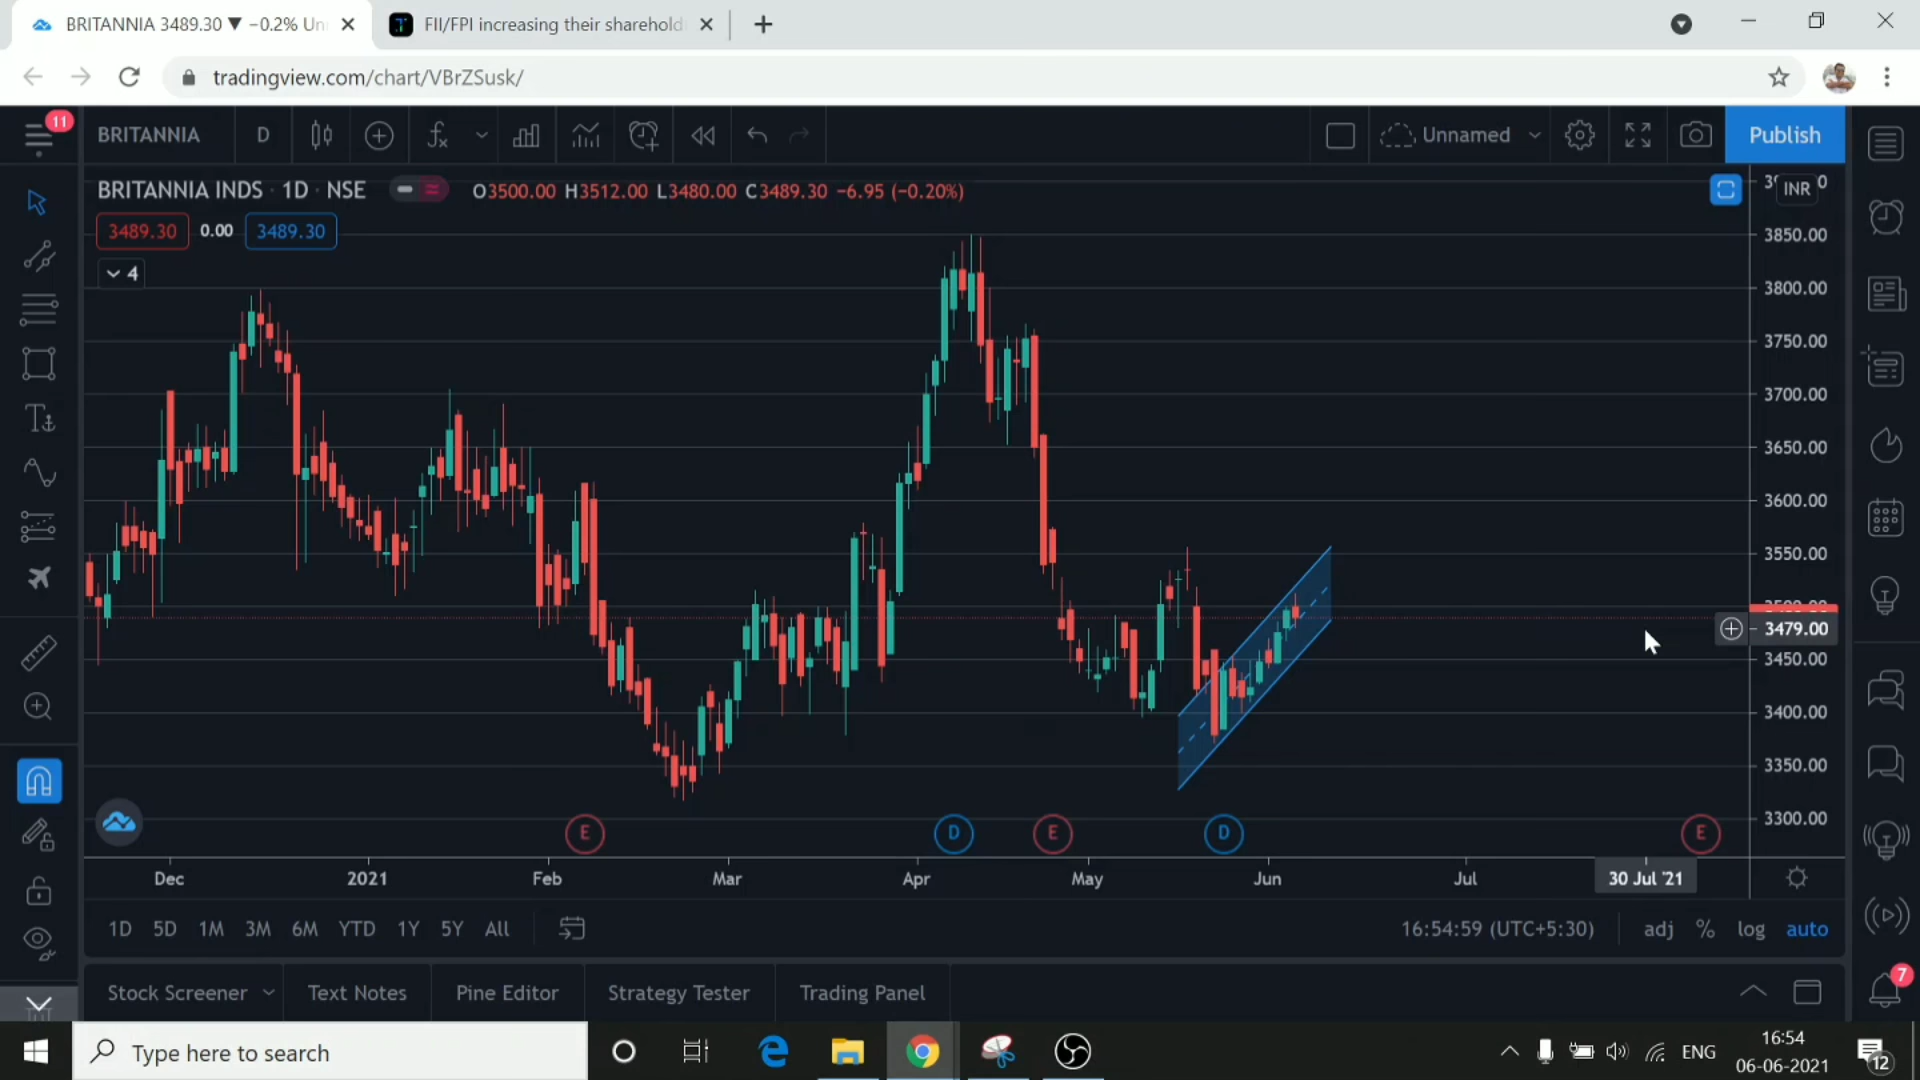 BRITANNIA 3489.30 ▼ −0.2% Un
FII/FPI increasing their sharehold
tradingview.com/chart/VBrZSusk/
11
BRITANNIA
D
Unnamed
Publish
BRITANNIA INDS · 1D · NSE
O3500.00 H3512.00 L3480.00 C3489.30 −6.95 (−0.20%)
INR
3489.30 0.00 3489.30
4
3850.00
3800.00
3750.00
3700.00
3650.00
3600.00
3550.00
3479.00
3450.00
3400.00
3350.00
3300.00
E D E D E
Dec 2021 Feb Mar Apr May Jun Jul 30 Jul '21
1D 5D 1M 3M 6M YTD 1Y 5Y All
16:54:59 (UTC+5:30) adj % log auto
Stock Screener Text Notes Pine Editor Strategy Tester Trading Panel
7
Type here to search
ENG
16:54
06-06-2021
12